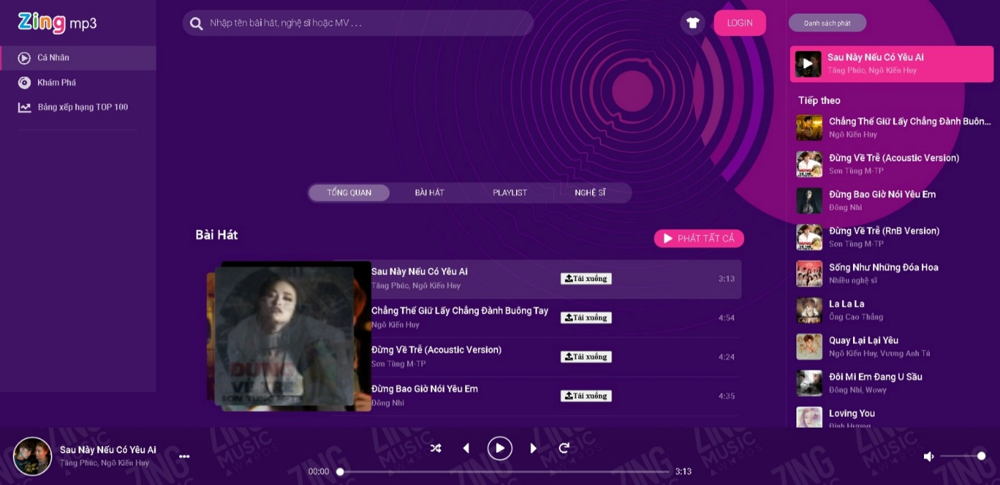 Zing mp3
Cá Nhân
Khám Phá
Bảng xếp hạng TOP 100
Nhập tên bài hát, nghệ sĩ hoặc MV . . .
LOGIN
TỔNG QUAN
BÀI HÁT
PLAYLIST
NGHỆ SĨ
Bài Hát
PHÁT TẤT CẢ
ĐỪNG
VỀ TRỄ
SƠN TÙNG MTP
Sau Này Nếu Có Yêu Ai
Tăng Phúc, Ngô Kiến Huy
Tải xuống
3:13
Chẳng Thể Giữ Lấy Chẳng Đành Buông Tay
Ngô Kiến Huy
Tải xuống
4:54
Đừng Về Trễ (Acoustic Version)
Sơn Tùng M-TP
Tải xuống
4:24
Đừng Bao Giờ Nói Yêu Em
Đông Nhi
Tải xuống
4:35
Danh sách phát
Sau Này Nếu Có Yêu Ai
Tăng Phúc, Ngô Kiến Huy
Tiếp theo
Chẳng Thể Giữ Lấy Chẳng Đành Buôn...
Ngô Kiến Huy
Đừng Về Trễ (Acoustic Version)
Sơn Tùng M-TP
Đừng Bao Giờ Nói Yêu Em
Đông Nhi
Đừng Về Trễ (RnB Version)
Sơn Tùng M-TP
Sống Như Những Đóa Hoa
Nhiều nghệ sĩ
La La La
Ông Cao Thắng
Quay Lại Lại Yêu
Ngô Kiến Huy, Vương Anh Tú
Đôi Mi Em Đang U Sầu
Đông Nhi, Wowy
Loving You
Đinh Hương
Sau Này Nếu Có Yêu Ai
Tăng Phúc, Ngô Kiến Huy
00:00
3:13
ZING
MUSIC
AWARDS